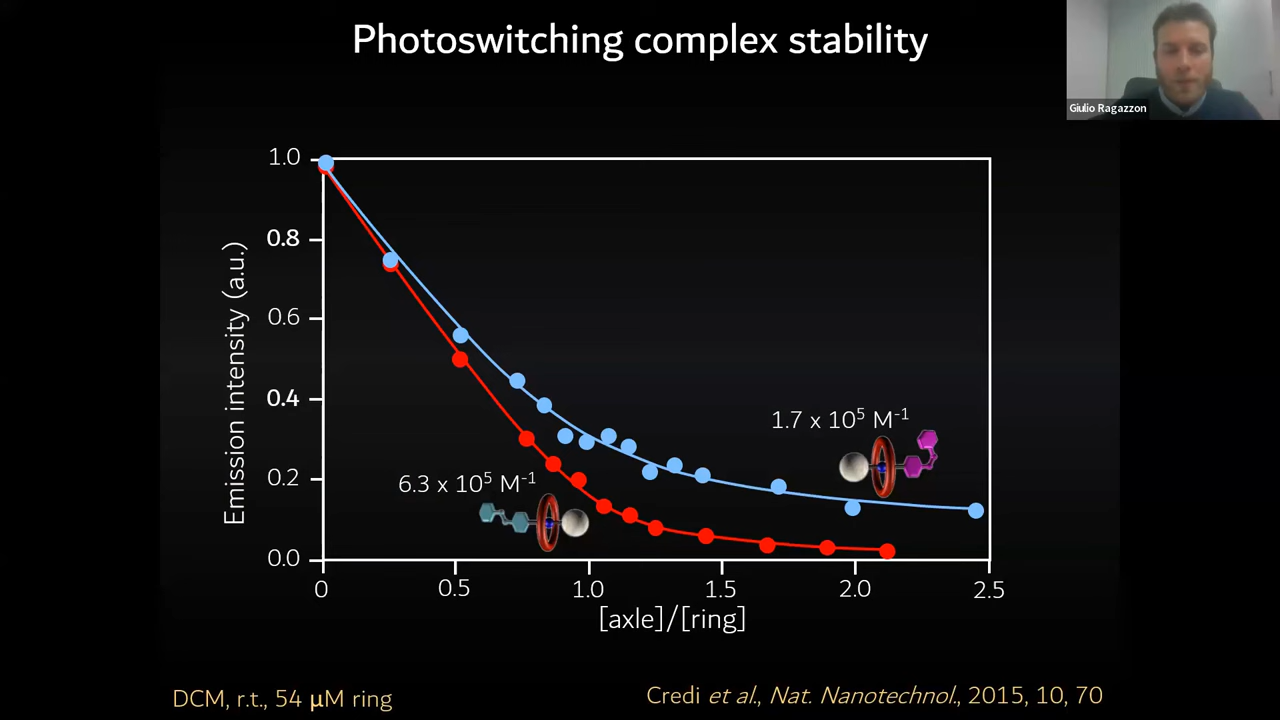 Photoswitching complex stability
Giulio Ragazzon
1.0
0.8
0.6
0.4
0.2
0.0
Emission intensity (a.u.)
1.7 x 10⁵ M⁻¹
6.3 x 10⁵ M⁻¹
0 0.5 1.0 1.5 2.0 2.5
[axle]/[ring]
DCM, r.t., 54 μM ring
Credi et al., Nat. Nanotechnol., 2015, 10, 70